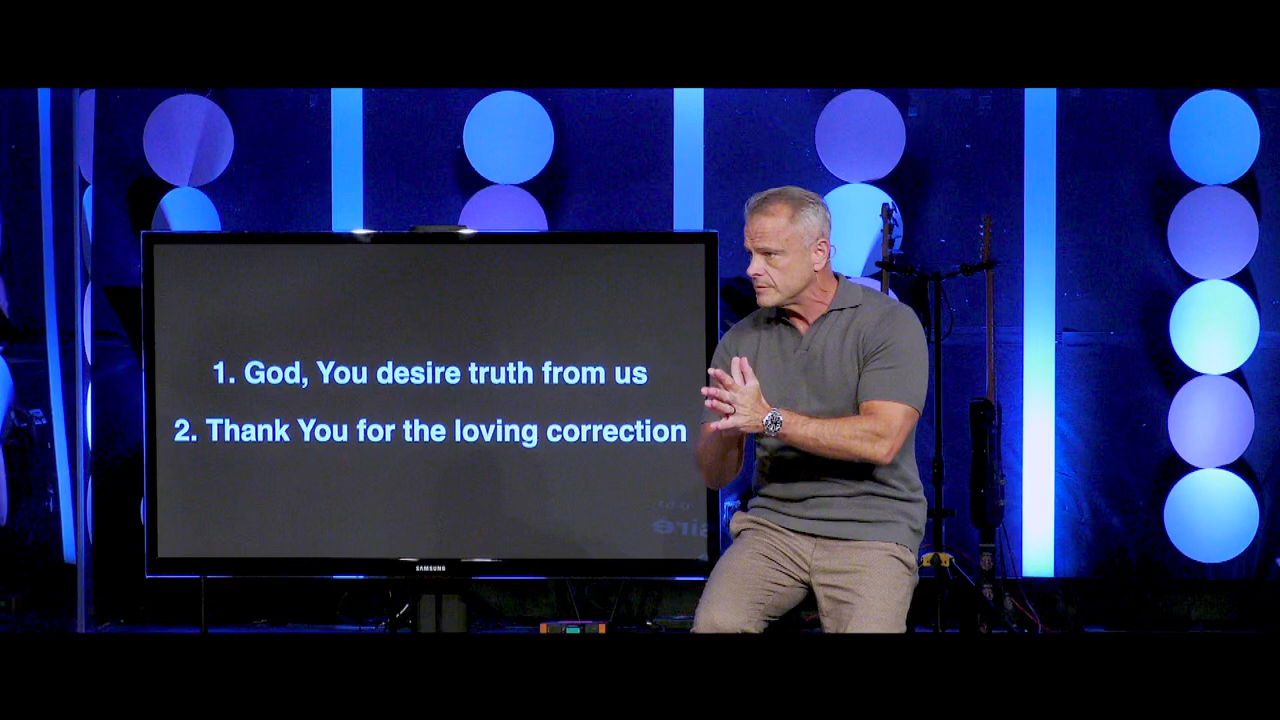 1. God, You desire truth from us
2. Thank You for the loving correction
SAMSUNG